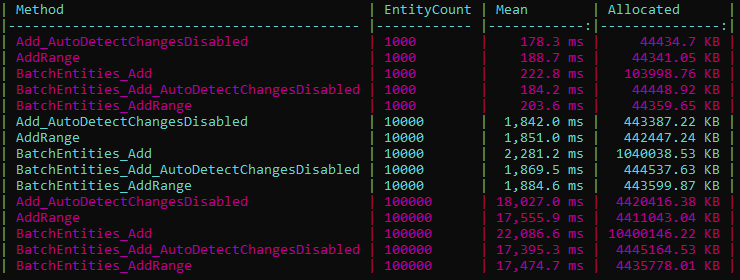 | Method | EntityCount | Mean | Allocated |
|------------------------------------------- |------------ |------------:|---------------:|
| Add_AutoDetectChangesDisabled | 1000 | 178.3 ms | 44434.7 KB |
| AddRange | 1000 | 188.7 ms | 44341.05 KB |
| BatchEntities_Add | 1000 | 222.8 ms | 103998.76 KB |
| BatchEntities_Add_AutoDetectChangesDisabled | 1000 | 184.2 ms | 44448.92 KB |
| BatchEntities_AddRange | 1000 | 203.6 ms | 44359.65 KB |
| Add_AutoDetectChangesDisabled | 10000 | 1,842.0 ms | 443387.22 KB |
| AddRange | 10000 | 1,851.0 ms | 442447.24 KB |
| BatchEntities_Add | 10000 | 2,281.2 ms | 1040038.53 KB |
| BatchEntities_Add_AutoDetectChangesDisabled | 10000 | 1,869.5 ms | 444537.63 KB |
| BatchEntities_AddRange | 10000 | 1,884.6 ms | 443599.87 KB |
| Add_AutoDetectChangesDisabled | 100000 | 18,027.0 ms | 4420416.38 KB |
| AddRange | 100000 | 17,555.9 ms | 4411043.04 KB |
| BatchEntities_Add | 100000 | 22,086.6 ms | 10400146.22 KB |
| BatchEntities_Add_AutoDetectChangesDisabled | 100000 | 17,395.3 ms | 4445164.53 KB |
| BatchEntities_AddRange | 100000 | 17,474.7 ms | 4435778.01 KB |